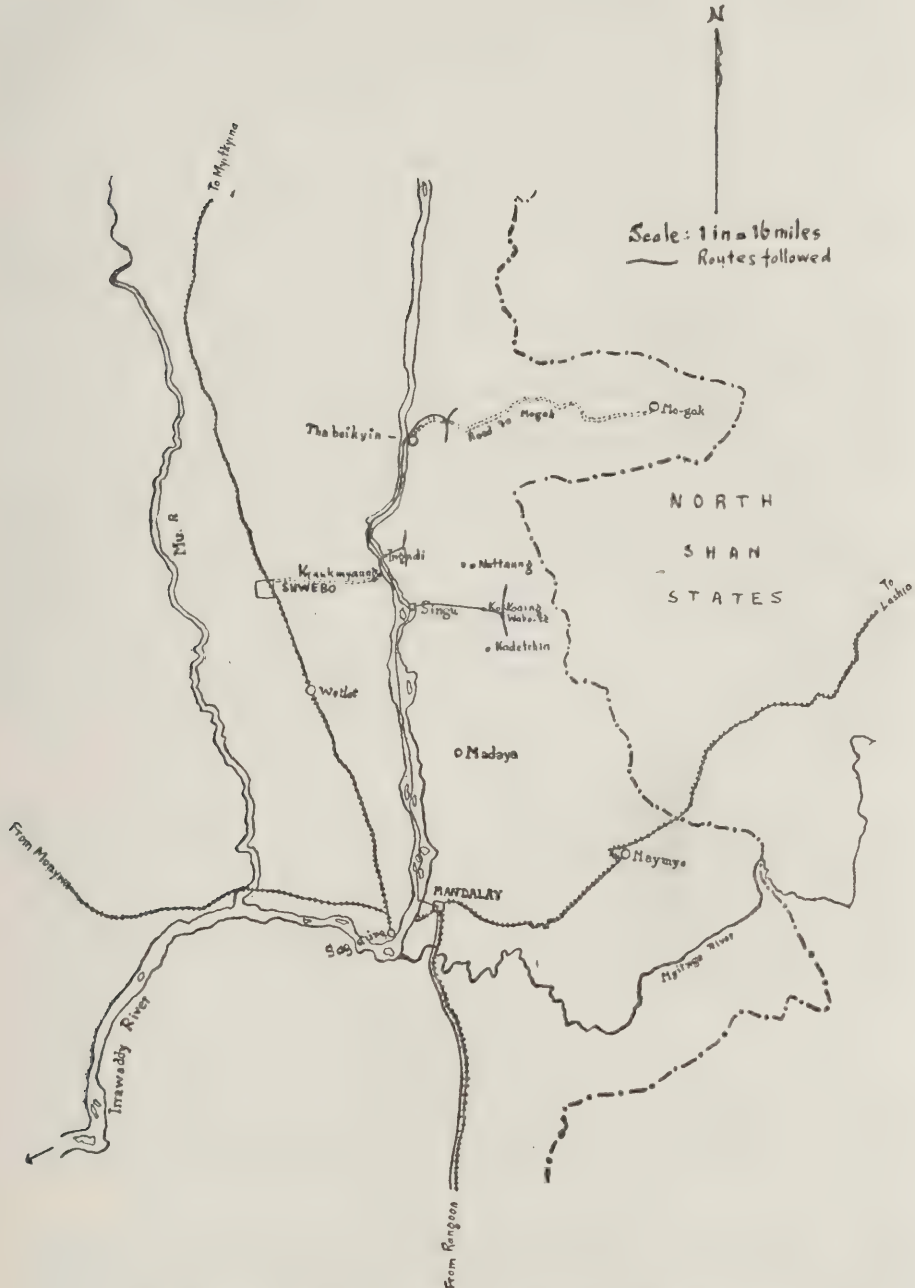 N
To Myitkyina
Scale: 1 in = 16 miles
Routes followed
Mo-gok
Road to Mogok
Thabeikyin
NORTH
SHAN
STATES
Mu. R
Kyaukmyaung
SHWEBO
Nattaung
Singu
To
Lashio
Wetlet
Madaya
From Monywa
Maymyo
MANDALAY
Sagaing
Myitnge River
Irrawaddy River
From Rangoon